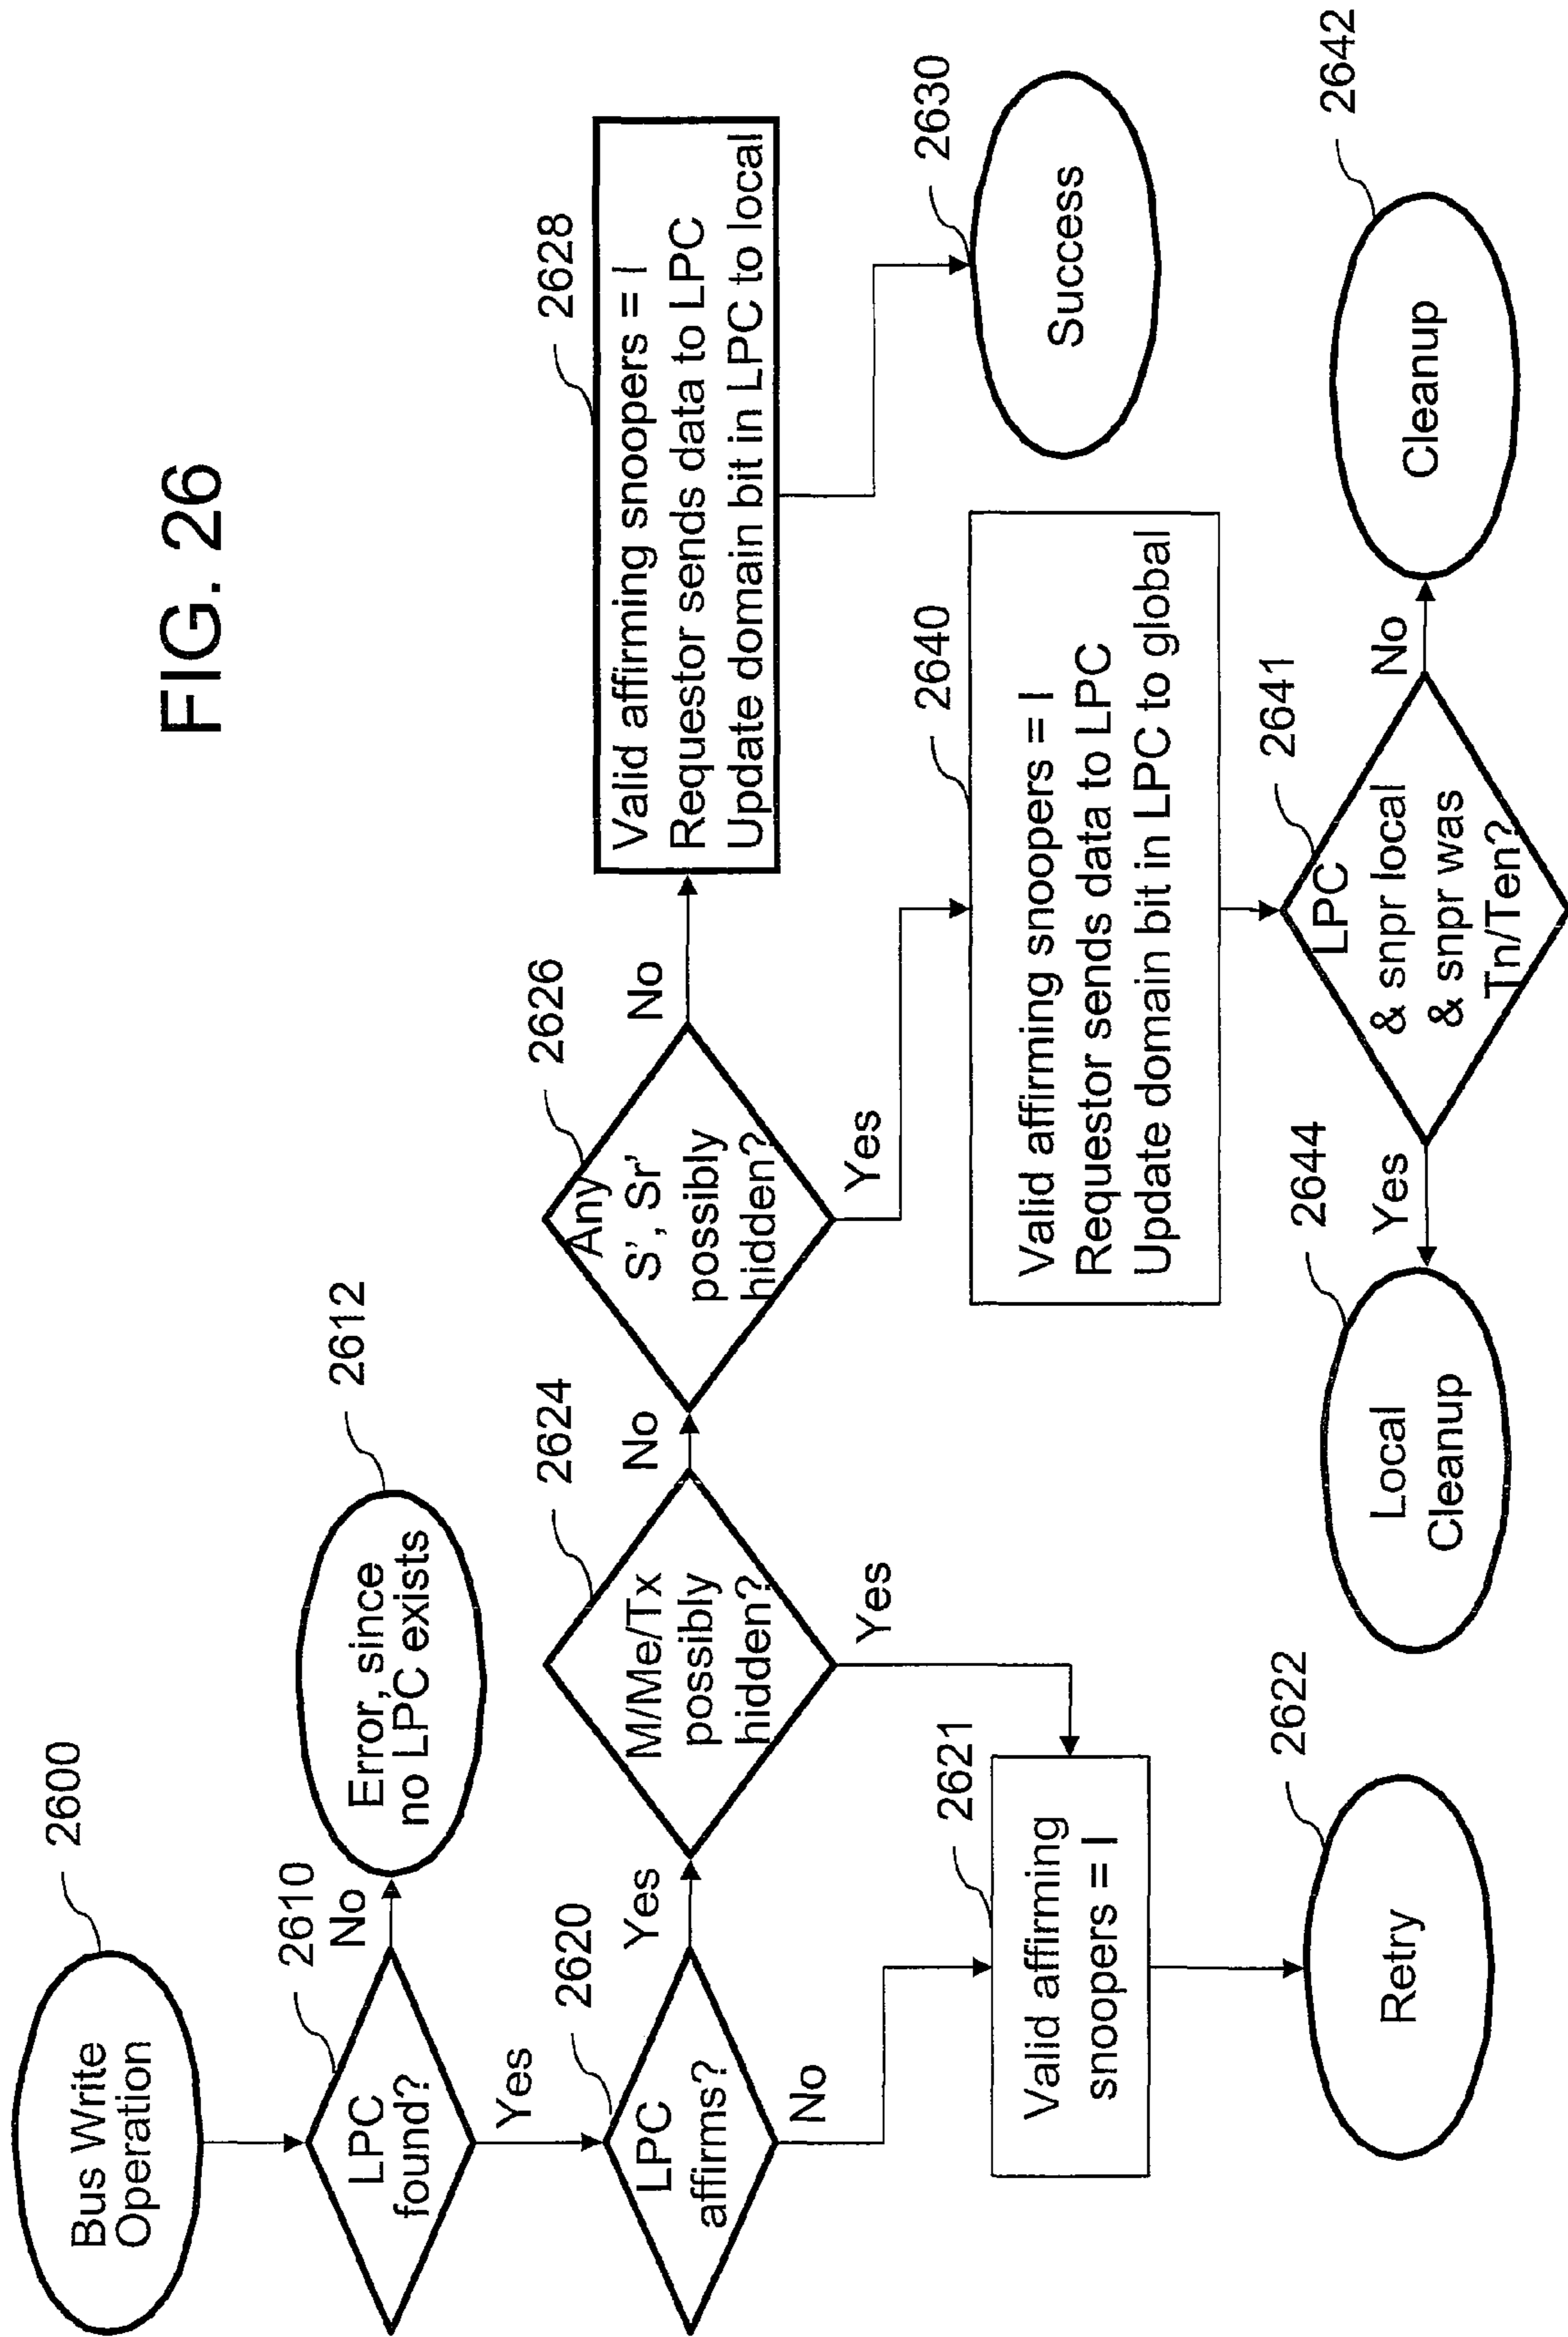 FIG. 26
2600
Bus Write
Operation
2610
LPC
found?
No
2612
Error, since
no LPC exists
Yes
2620
LPC
affirms?
Yes
No
2624
M/Me/Tx
possibly
hidden?
No
Yes
2621
Valid affirming
snoopers = I
2622
Retry
2626
Any
S', Sr'
possibly
hidden?
No
Yes
2628
Valid affirming snoopers = I
Requestor sends data to LPC
Update domain bit in LPC to local
2630
Success
2640
Valid affirming snoopers = I
Requestor sends data to LPC
Update domain bit in LPC to global
2641
LPC
& snpr local
& snpr was
Tn/Ten?
Yes
No
2644
Local
Cleanup
2642
Cleanup